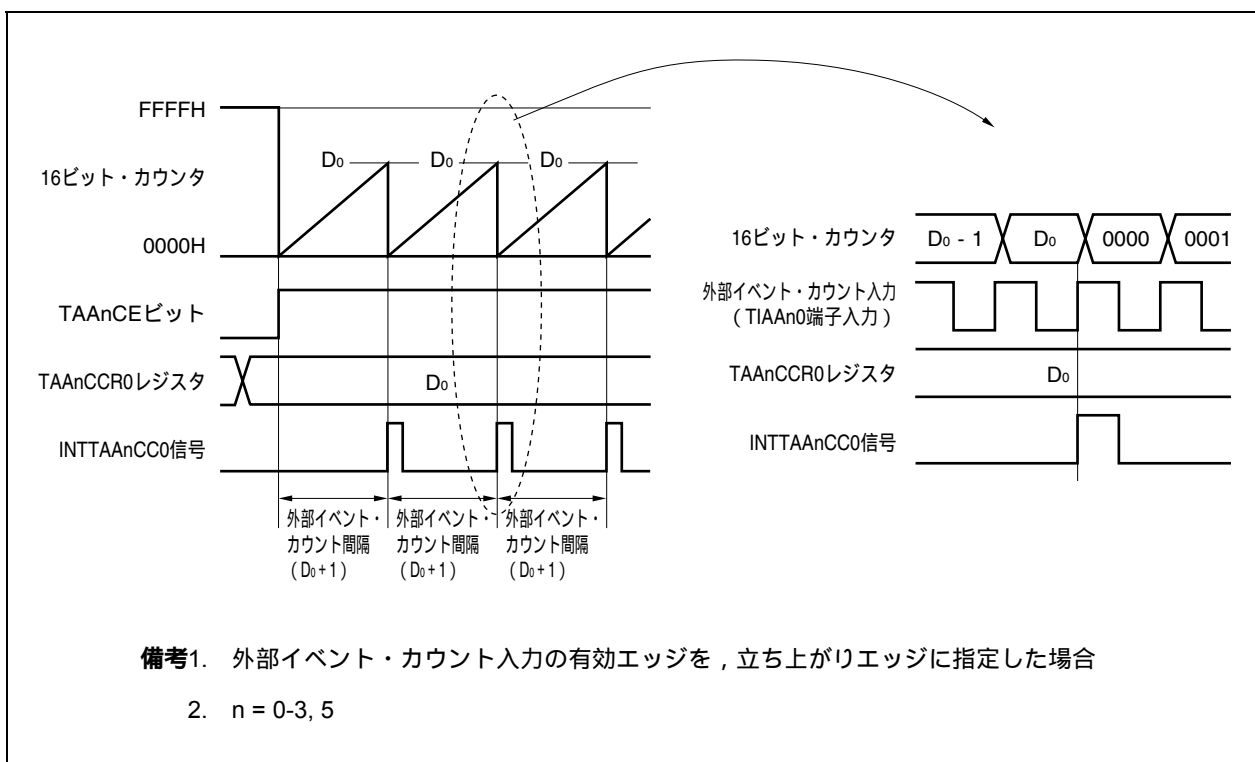 FFFFH
16ビット・カウンタ
D₀ D₀ D₀
0000H
TAAnCEビット
TAAnCCR0レジスタ
D₀
INTTAAnCC0信号
外部イベント・
カウント間隔
（D₀+1）
外部イベント・
カウント間隔
（D₀+1）
外部イベント・
カウント間隔
（D₀+1）
16ビット・カウンタ
D₀ - 1 D₀ 0000 0001
外部イベント・カウント入力
（TIAAn0端子入力）
TAAnCCR0レジスタ
D₀
INTTAAnCC0信号
備考1. 外部イベント・カウント入力の有効エッジを，立ち上がりエッジに指定した場合
2. n = 0-3, 5